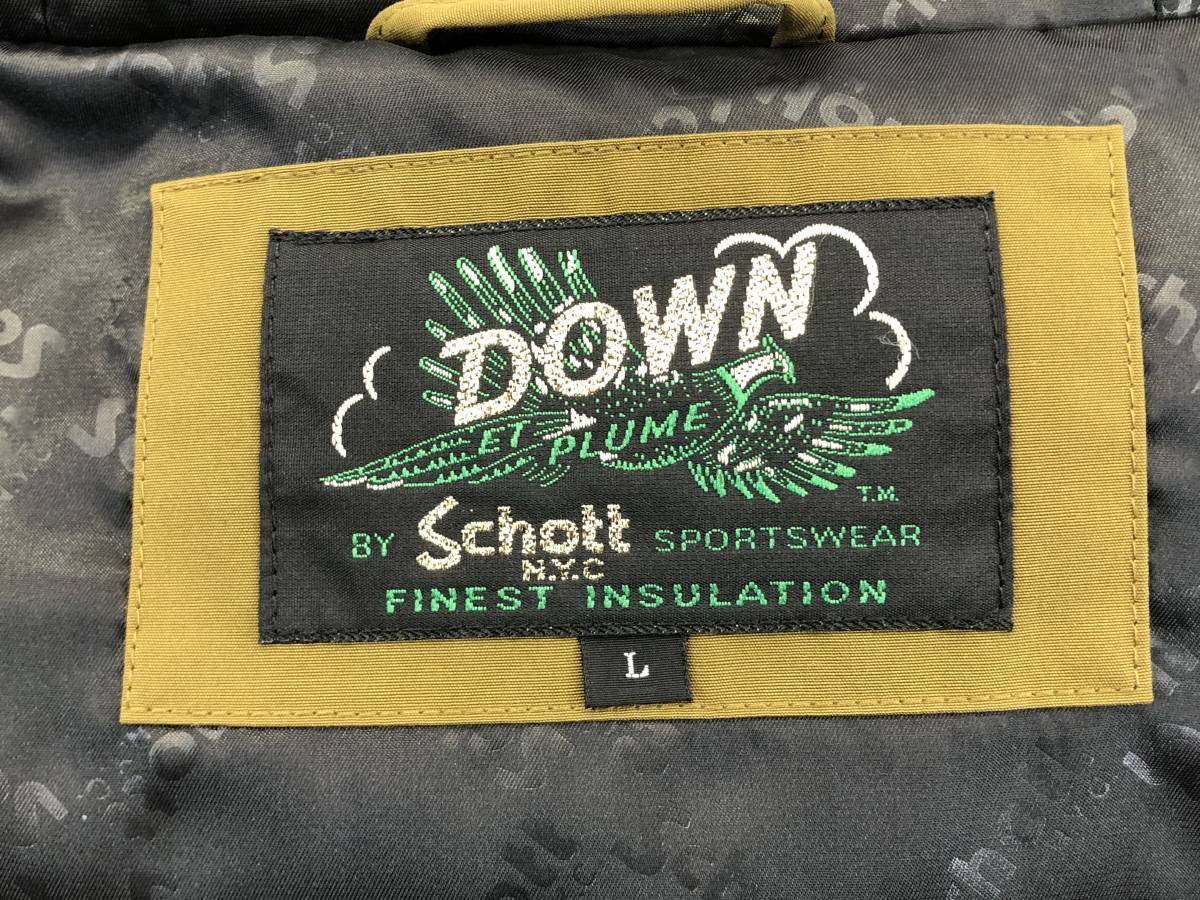 DOWN
ET PLUME
T.M.
BY Schott SPORTSWEAR
N.Y.C
FINEST INSULATION
L